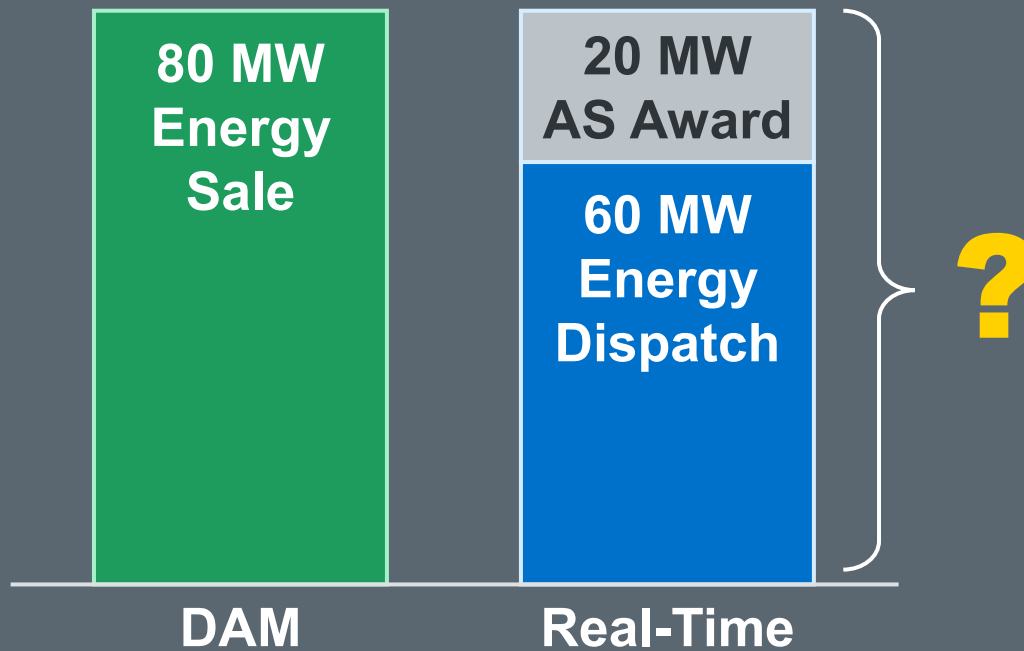 80 MW
Energy
Sale
20 MW
AS Award
60 MW
Energy
Dispatch
?
DAM
Real-Time